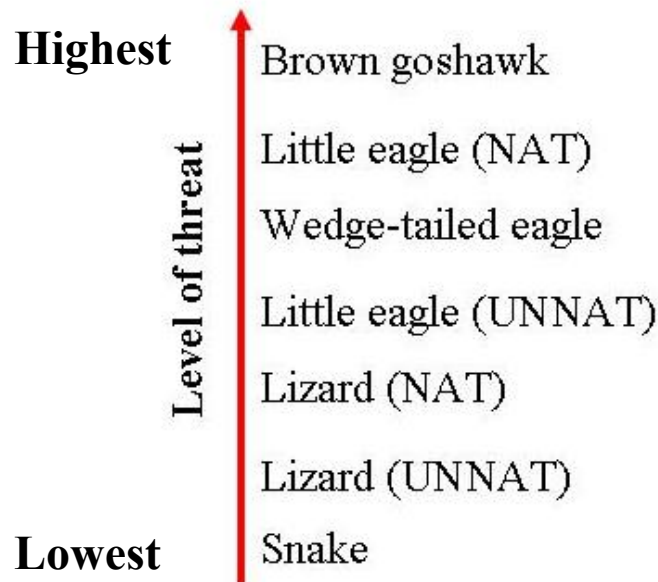 Highest
Brown goshawk
Little eagle (NAT)
Wedge-tailed eagle
Level of threat
Little eagle (UNNAT)
Lizard (NAT)
Lizard (UNNAT)
Lowest
Snake